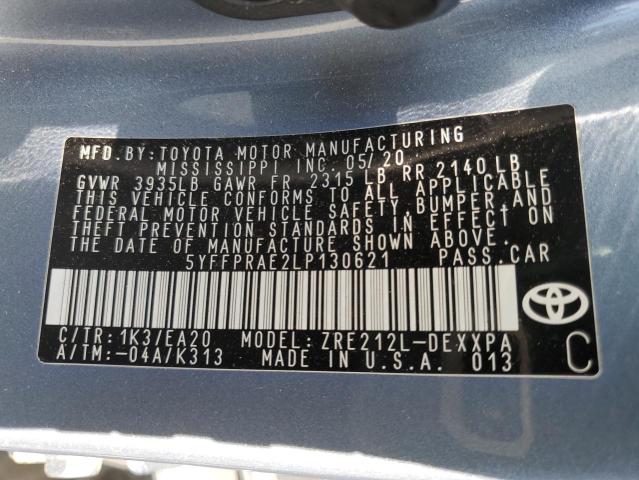 MFD. BY: TOYOTA MOTOR MANUFACTURING
MISSISSIPPI INC 05/20
GVWR 3935LB GAWR FR 2315 LB RR 2140 LB
THIS VEHICLE CONFORMS TO ALL APPLICABLE
FEDERAL MOTOR VEHICLE SAFETY, BUMPER AND
THEFT PREVENTION STANDARDS IN EFFECT ON
THE DATE OF MANUFACTURE SHOWN ABOVE.
5YFFPRAE2LP130621 PASS. CAR
C/TR: 1K3/EA20 MODEL: ZRE212L-DEXXPA
A/TM: -04A/K313 MADE IN U.S.A. 013
C